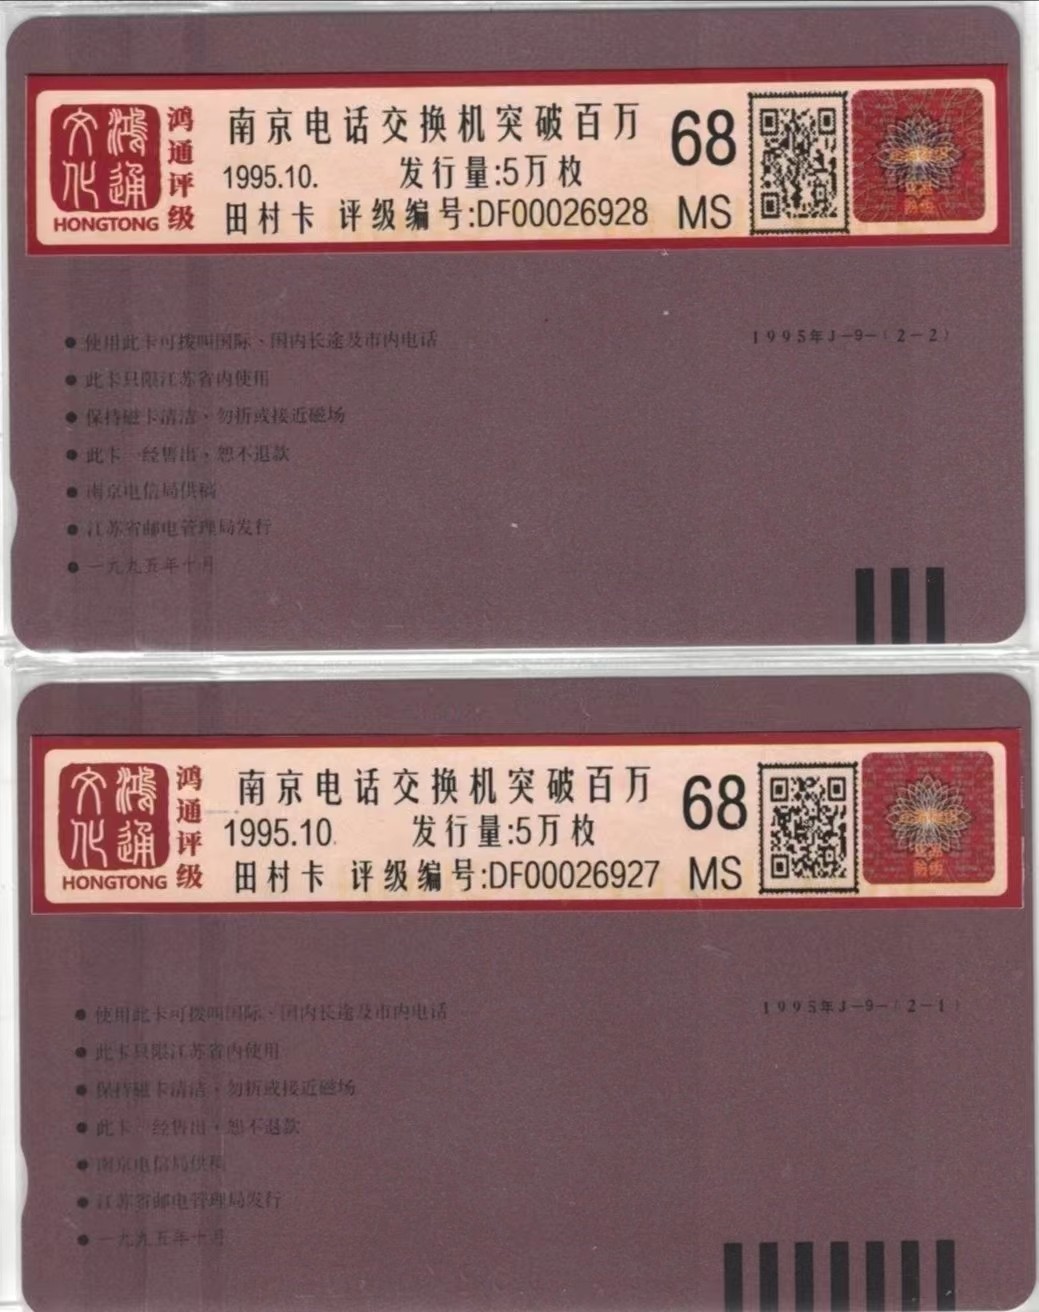 鸿通文化
HONGTONG
鸿通评级
南京电话交换机突破百万
1995.10.
发行量:5万枚
田村卡 评级编号:DF00026928
68
MS
● 使用此卡可拨叫国际、国内长途及市内电话
● 此卡只限江苏省内使用
● 保持磁卡清洁、勿折或接近磁场
● 此卡一经售出、恕不退款
● 南京电信局供稿
● 江苏省邮电管理局发行
● 一九九五年十月
1995年J-9-(2-2)
鸿通文化
HONGTONG
鸿通评级
南京电话交换机突破百万
1995.10.
发行量:5万枚
田村卡 评级编号:DF00026927
68
MS
● 使用此卡可拨叫国际、国内长途及市内电话
● 此卡只限江苏省内使用
● 保持磁卡清洁、勿折或接近磁场
● 此卡一经售出、恕不退款
● 南京电信局供稿
● 江苏省邮电管理局发行
● 一九九五年十月
1995年J-9-(2-1)